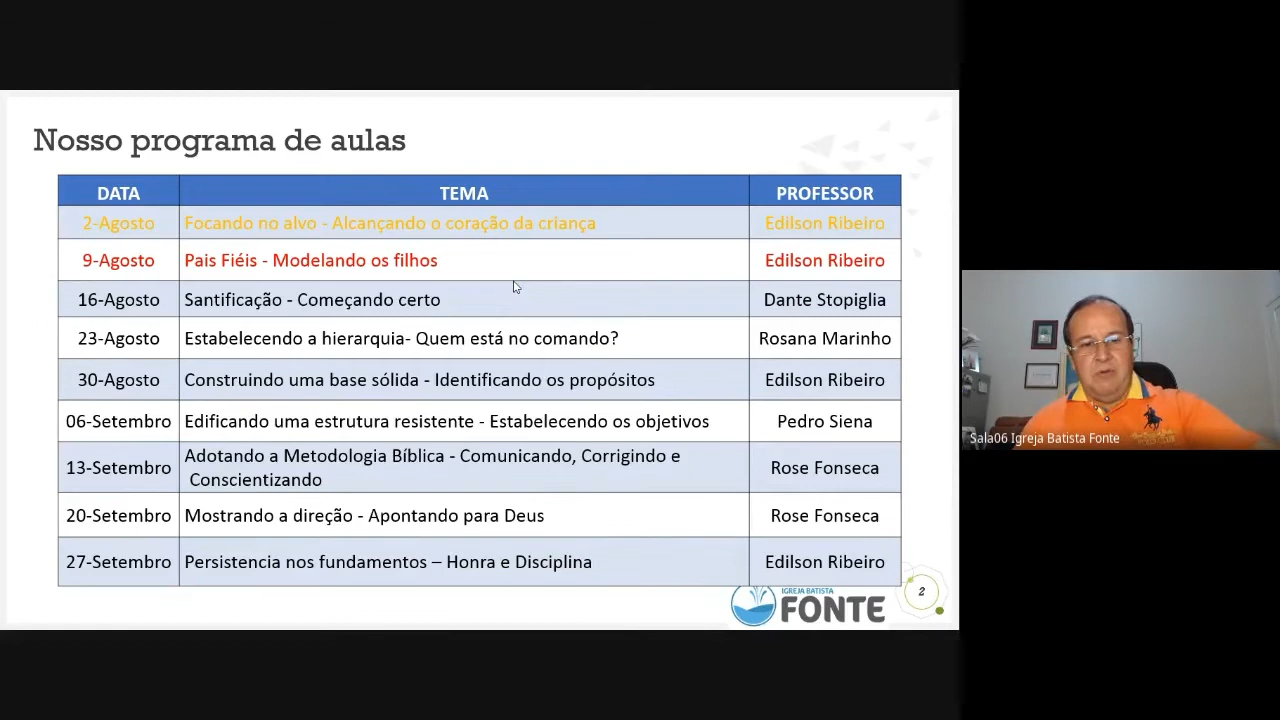 Nosso programa de aulas
DATA TEMA PROFESSOR
2-Agosto Focando no alvo - Alcançando o coração da criança Edilson Ribeiro
9-Agosto Pais Fiéis - Modelando os filhos Edilson Ribeiro
16-Agosto Santificação - Começando certo Dante Stopiglia
23-Agosto Estabelecendo a hierarquia- Quem está no comando? Rosana Marinho
30-Agosto Construindo uma base sólida - Identificando os propósitos Edilson Ribeiro
06-Setembro Edificando uma estrutura resistente - Estabelecendo os objetivos Pedro Siena
13-Setembro Adotando a Metodologia Bíblica - Comunicando, Corrigindo e
Conscientizando Rose Fonseca
20-Setembro Mostrando a direção - Apontando para Deus Rose Fonseca
27-Setembro Persistencia nos fundamentos – Honra e Disciplina Edilson Ribeiro
IGREJA BATISTA
FONTE
2
Sala06 Igreja Batista Fonte